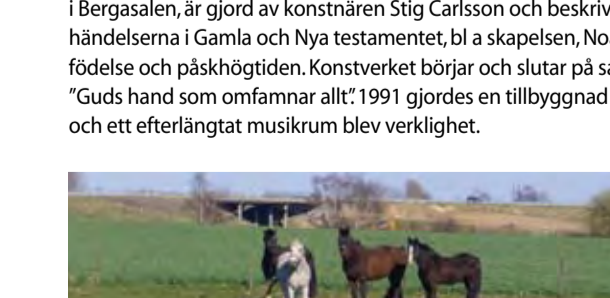 i Bergasalen, är gjord av konstnären Stig Carlsson och beskriv
händelserna i Gamla och Nya testamentet, bl a skapelsen, No
födelse och påskhögtiden. Konstverket börjar och slutar på sa
”Guds hand som omfamnar allt”. 1991 gjordes en tillbyggnad
och ett efterlängtat musikrum blev verklighet.